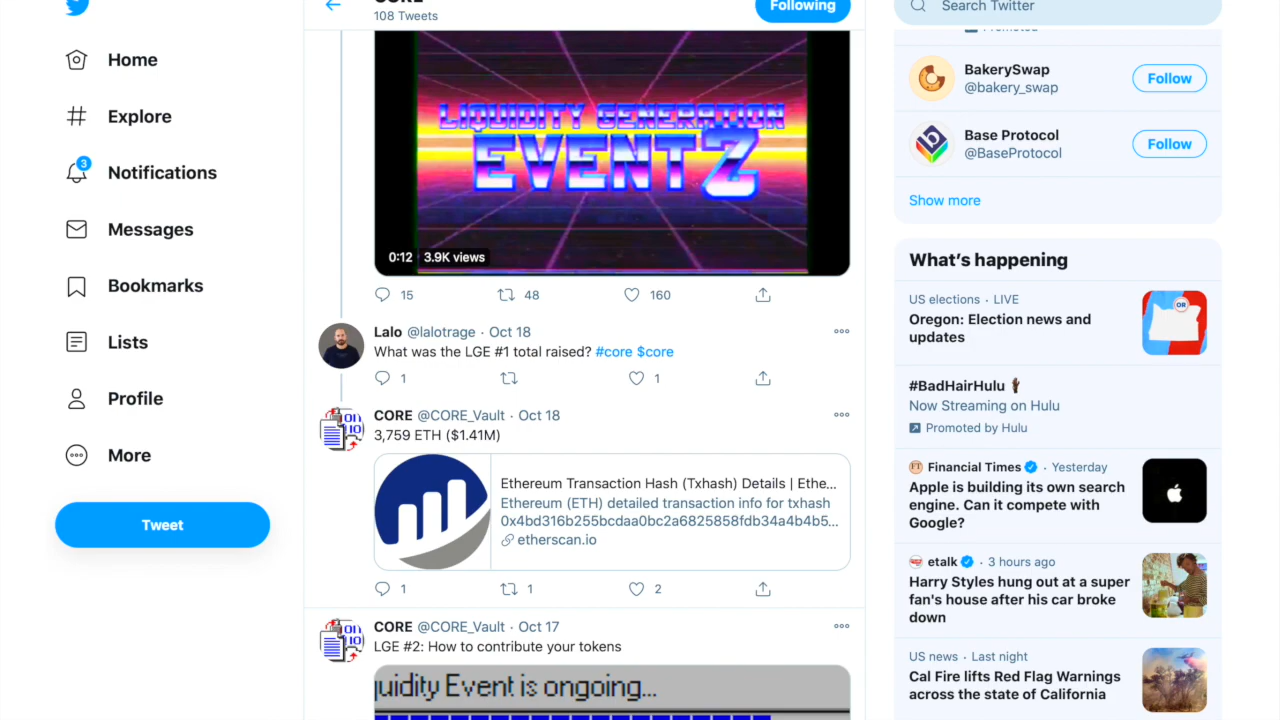 Home
Explore
3
Notifications
Messages
Bookmarks
Lists
Profile
More
Tweet
108 Tweets
Following
LIQUIDITY GENERATION
EVENT 2
0:12 3.9K views
15 48 160
Lalo @lalotrage · Oct 18
What was the LGE #1 total raised? #core $core
1 1
CORE @CORE_Vault · Oct 18
3,759 ETH ($1.41M)
Ethereum Transaction Hash (Txhash) Details | Ethe...
Ethereum (ETH) detailed transaction info for txhash
0x4bd316b255bcdaa0bc2a6825858fdb34a4b4b5...
etherscan.io
1 1 2
CORE @CORE_Vault · Oct 17
LGE #2: How to contribute your tokens
quidity Event is ongoing...
Search Twitter
BakerySwap
@bakery_swap
Follow
Base Protocol
@BaseProtocol
Follow
Show more
What's happening
US elections · LIVE
Oregon: Election news and
updates
OR
#BadHairHulu
Now Streaming on Hulu
Promoted by Hulu
FT Financial Times · Yesterday
Apple is building its own search
engine. Can it compete with
Google?
etalk · 3 hours ago
Harry Styles hung out at a super
fan's house after his car broke
down
US news · Last night
Cal Fire lifts Red Flag Warnings
across the state of California